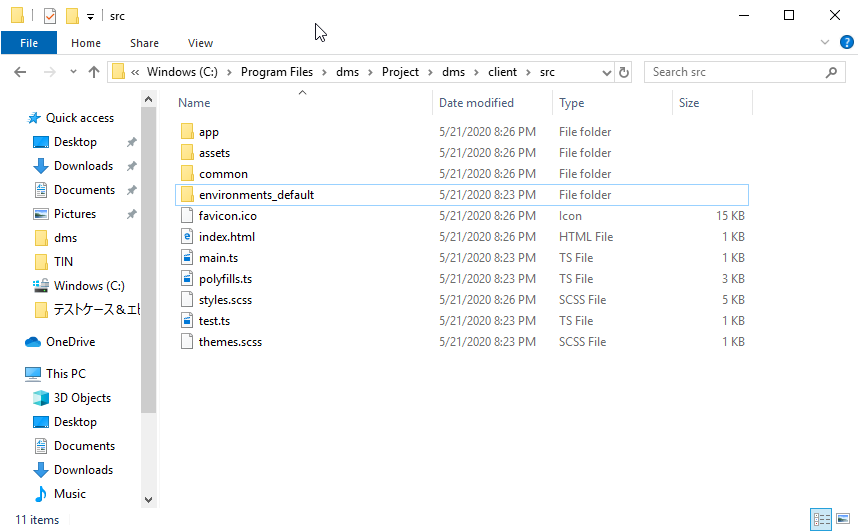 src
File Home Share View
« Windows (C:) > Program Files > dms > Project > dms > client > src
Search src
Name Date modified Type Size
Quick access
Desktop
Downloads
Documents
Pictures
dms
TIN
Windows (C:)
テストケース&エビ
OneDrive
This PC
3D Objects
Desktop
Documents
Downloads
Music
app 5/21/2020 8:26 PM File folder
assets 5/21/2020 8:26 PM File folder
common 5/21/2020 8:26 PM File folder
environments_default 5/21/2020 8:23 PM File folder
favicon.ico 5/21/2020 8:26 PM Icon 15 KB
index.html 5/21/2020 8:26 PM HTML File 1 KB
main.ts 5/21/2020 8:23 PM TS File 1 KB
polyfills.ts 5/21/2020 8:23 PM TS File 3 KB
styles.scss 5/21/2020 8:26 PM SCSS File 5 KB
test.ts 5/21/2020 8:23 PM TS File 1 KB
themes.scss 5/21/2020 8:23 PM SCSS File 1 KB
11 items